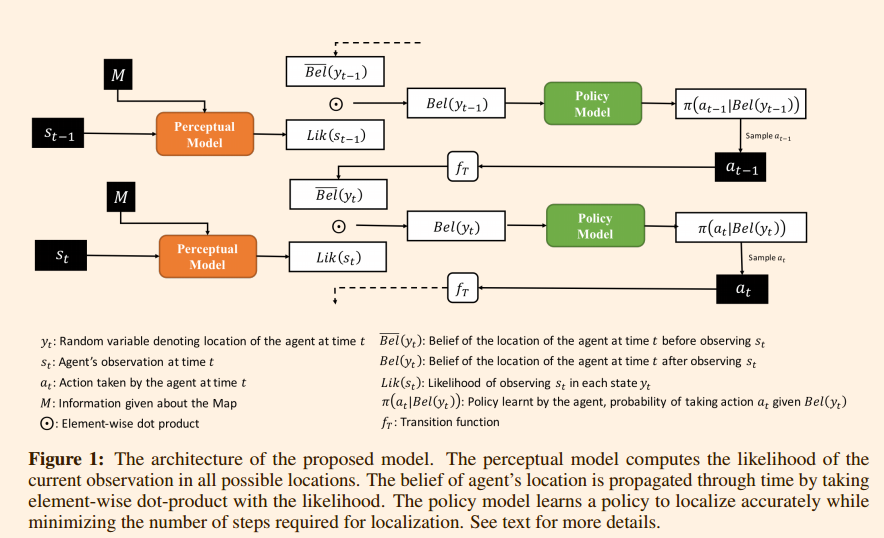 M
s_{t-1}
Perceptual
Model
\overline{Bel}(y_{t-1})
⊙
Lik(s_{t-1})
Bel(y_{t-1})
Policy
Model
π(a_{t-1}|Bel(y_{t-1}))
Sample a_{t-1}
a_{t-1}
f_T
M
s_t
Perceptual
Model
\overline{Bel}(y_t)
⊙
Lik(s_t)
Bel(y_t)
Policy
Model
π(a_t|Bel(y_t))
Sample a_t
a_t
f_T
y_t: Random variable denoting location of the agent at time t
s_t: Agent's observation at time t
a_t: Action taken by the agent at time t
M: Information given about the Map
⊙: Element-wise dot product
\overline{Bel}(y_t): Belief of the location of the agent at time t before observing s_t
Bel(y_t): Belief of the location of the agent at time t after observing s_t
Lik(s_t): Likelihood of observing s_t in each state y_t
π(a_t|Bel(y_t)): Policy learnt by the agent, probability of taking action a_t given Bel(y_t)
f_T: Transition function
Figure 1: The architecture of the proposed model. The perceptual model computes the likelihood of the
current observation in all possible locations. The belief of agent's location is propagated through time by taking
element-wise dot-product with the likelihood. The policy model learns a policy to localize accurately while
minimizing the number of steps required for localization. See text for more details.